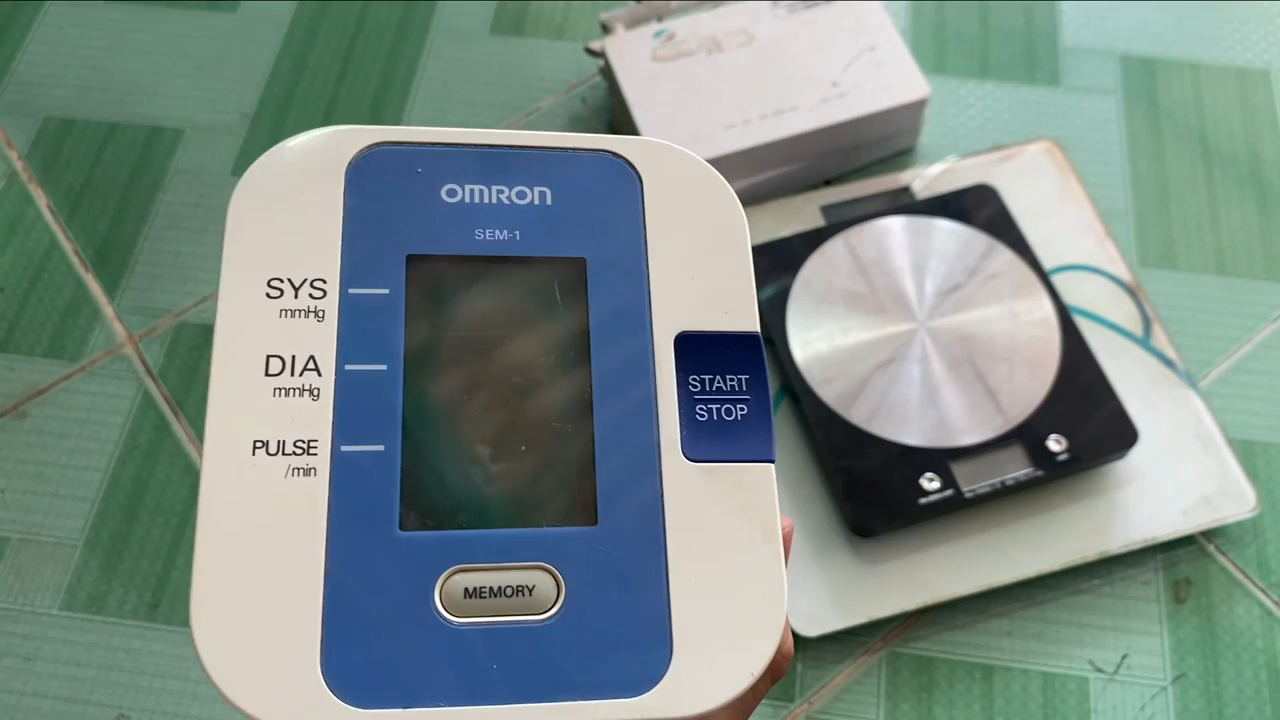 OMRON
SEM-1
SYS
mmHg
DIA
mmHg
PULSE
/min
START
STOP
MEMORY